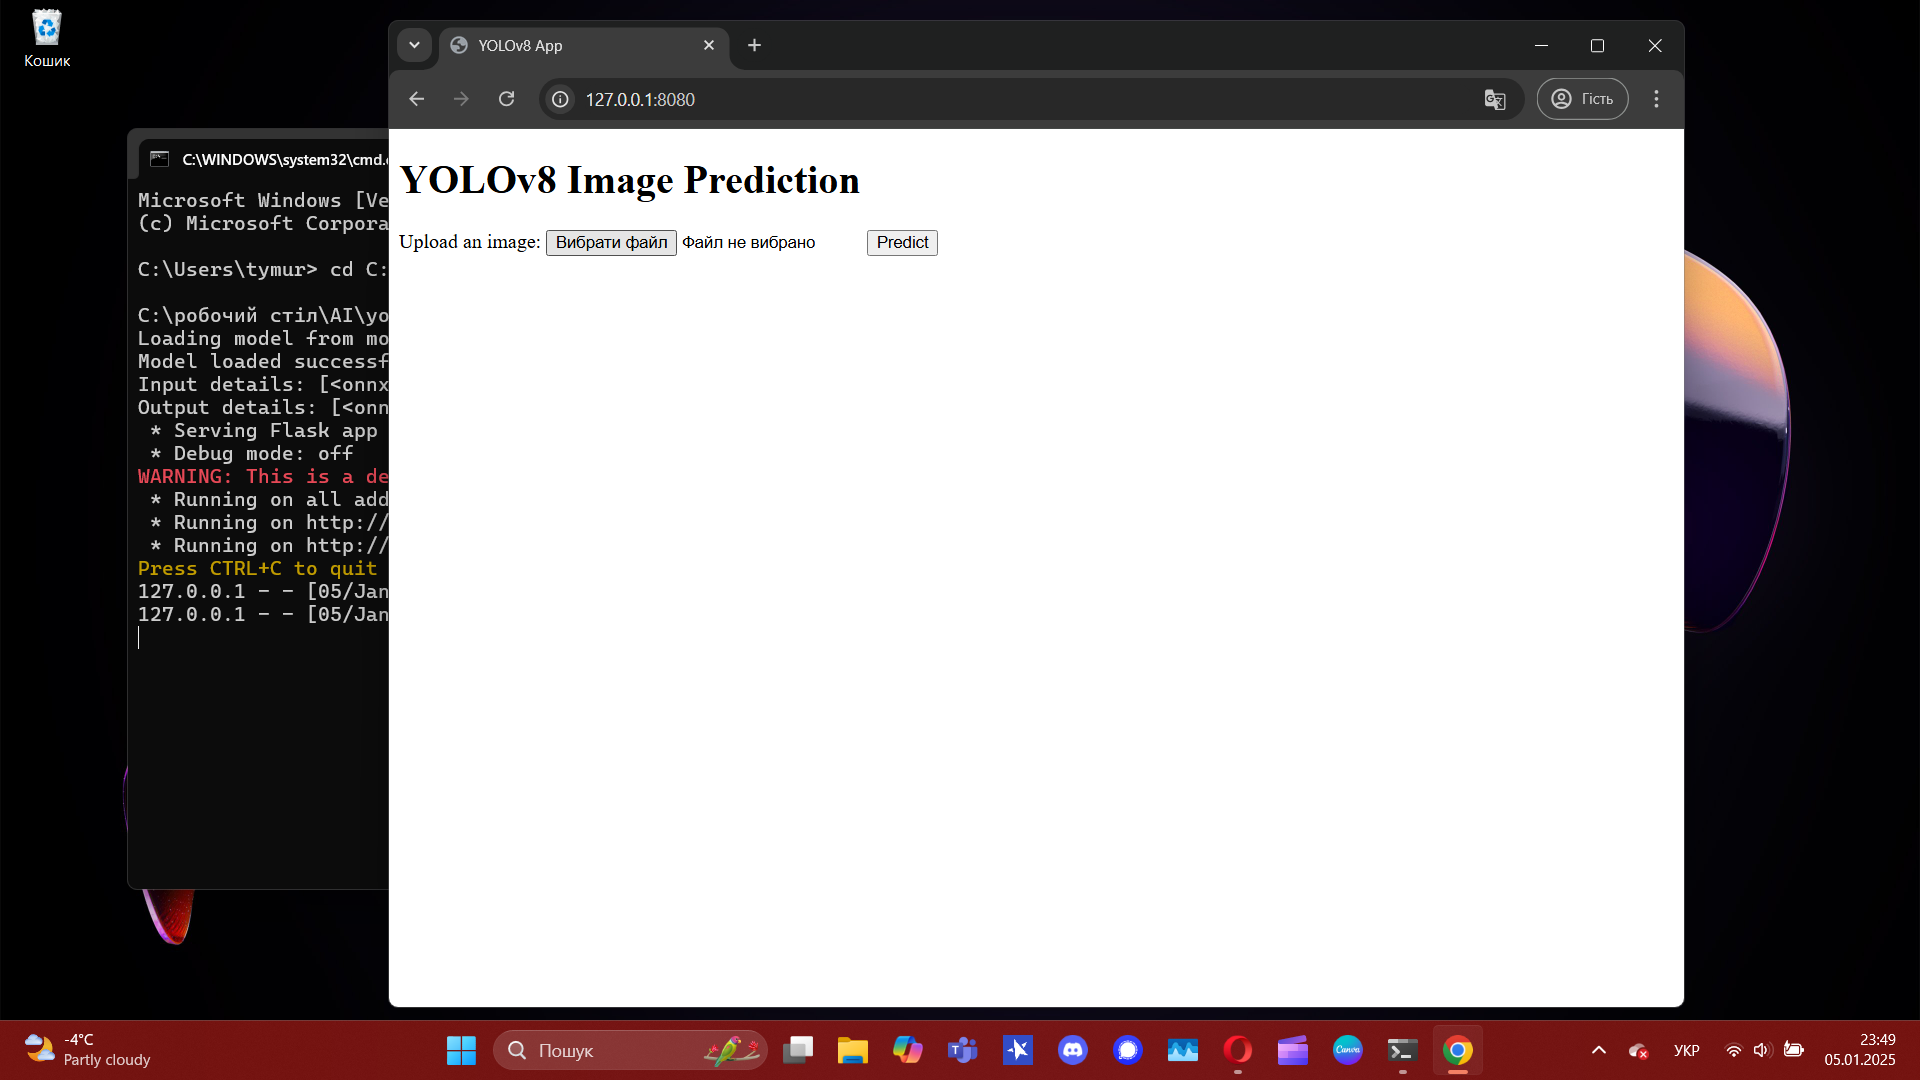 Кошик
YOLOv8 App
127.0.0.1:8080
Гість
C:\WINDOWS\system32\cmd.
Microsoft Windows [Ve
(c) Microsoft Corpora
C:\Users\tymur> cd C:
C:\робочий стіл\AI\yo
Loading model from mo
Model loaded successf
Input details: [<onnx
Output details: [<onn
* Serving Flask app
* Debug mode: off
WARNING: This is a de
* Running on all add
* Running on http://
* Running on http://
Press CTRL+C to quit
127.0.0.1 - - [05/Jan
127.0.0.1 - - [05/Jan
YOLOv8 Image Prediction
Upload an image: Вибрати файл Файл не вибрано Predict
-4°C
Partly cloudy
Пошук
Canva
УКР
23:49
05.01.2025